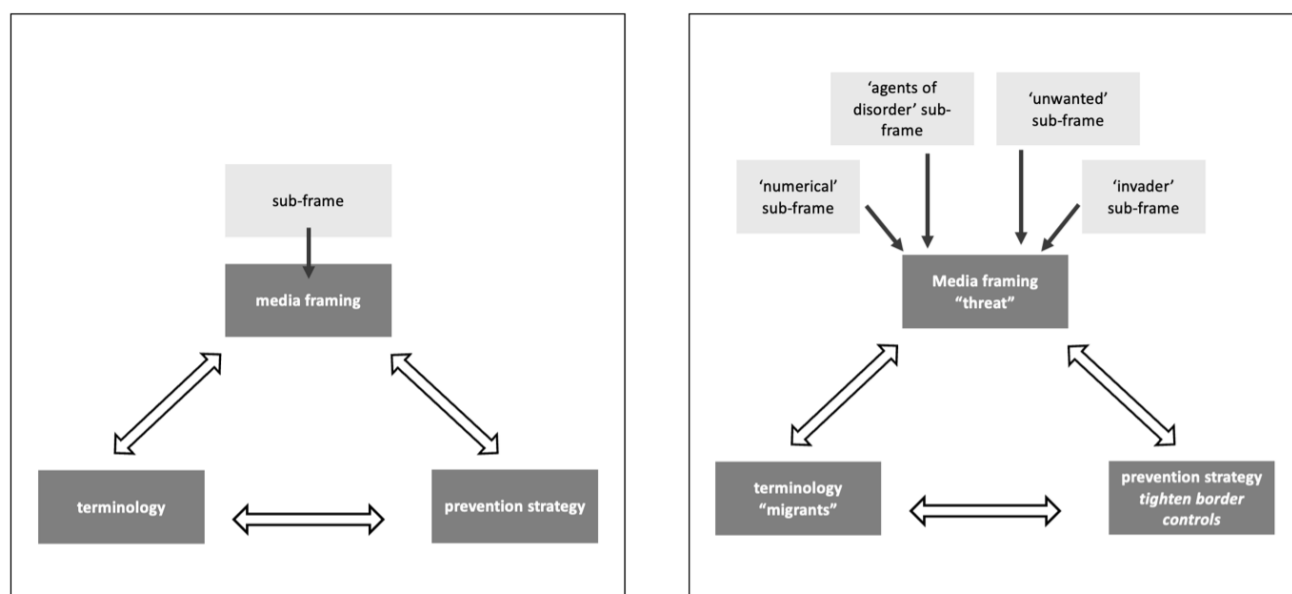 sub-frame
media framing
terminology
prevention strategy
‘agents
of
disorder’ sub-
frame
‘unwanted’
sub-frame
‘numerical’
sub-frame
‘invader’
sub-frame
Media framing
“threat”
terminology
“migrants”
prevention strategy
tighten border
controls